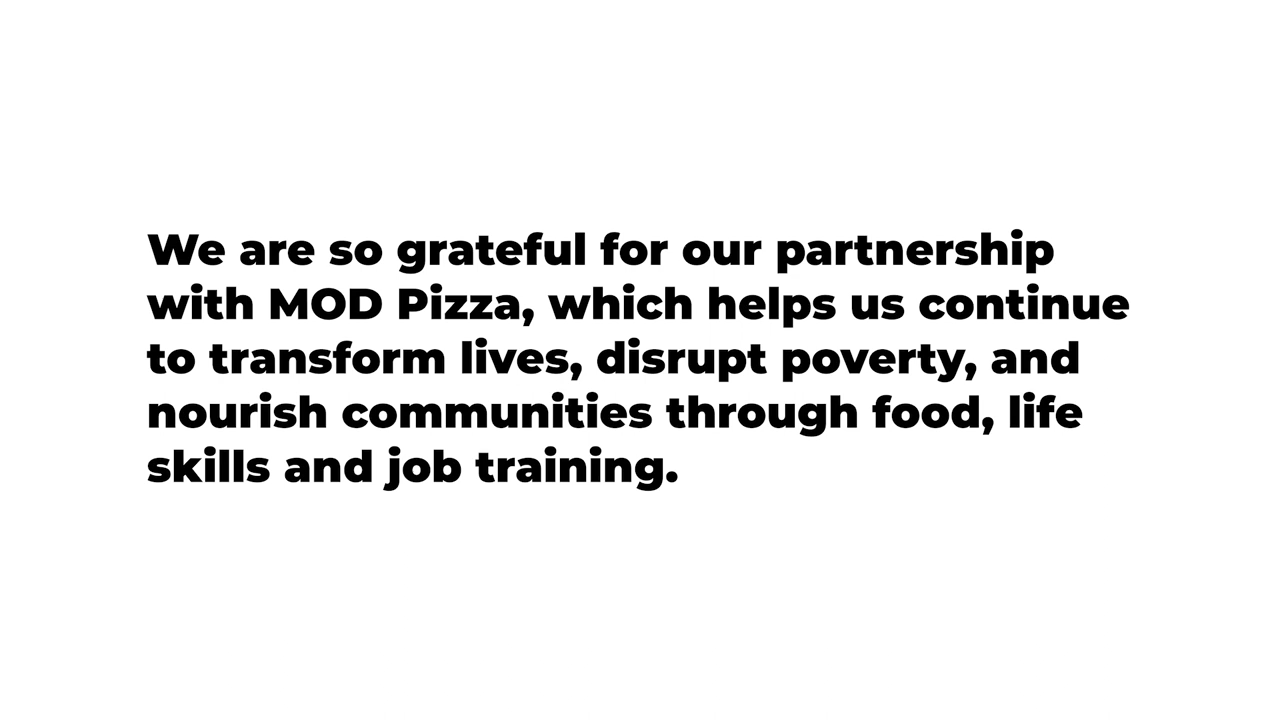 We are so grateful for our partnership
with MOD Pizza, which helps us continue
to transform lives, disrupt poverty, and
nourish communities through food, life
skills and job training.